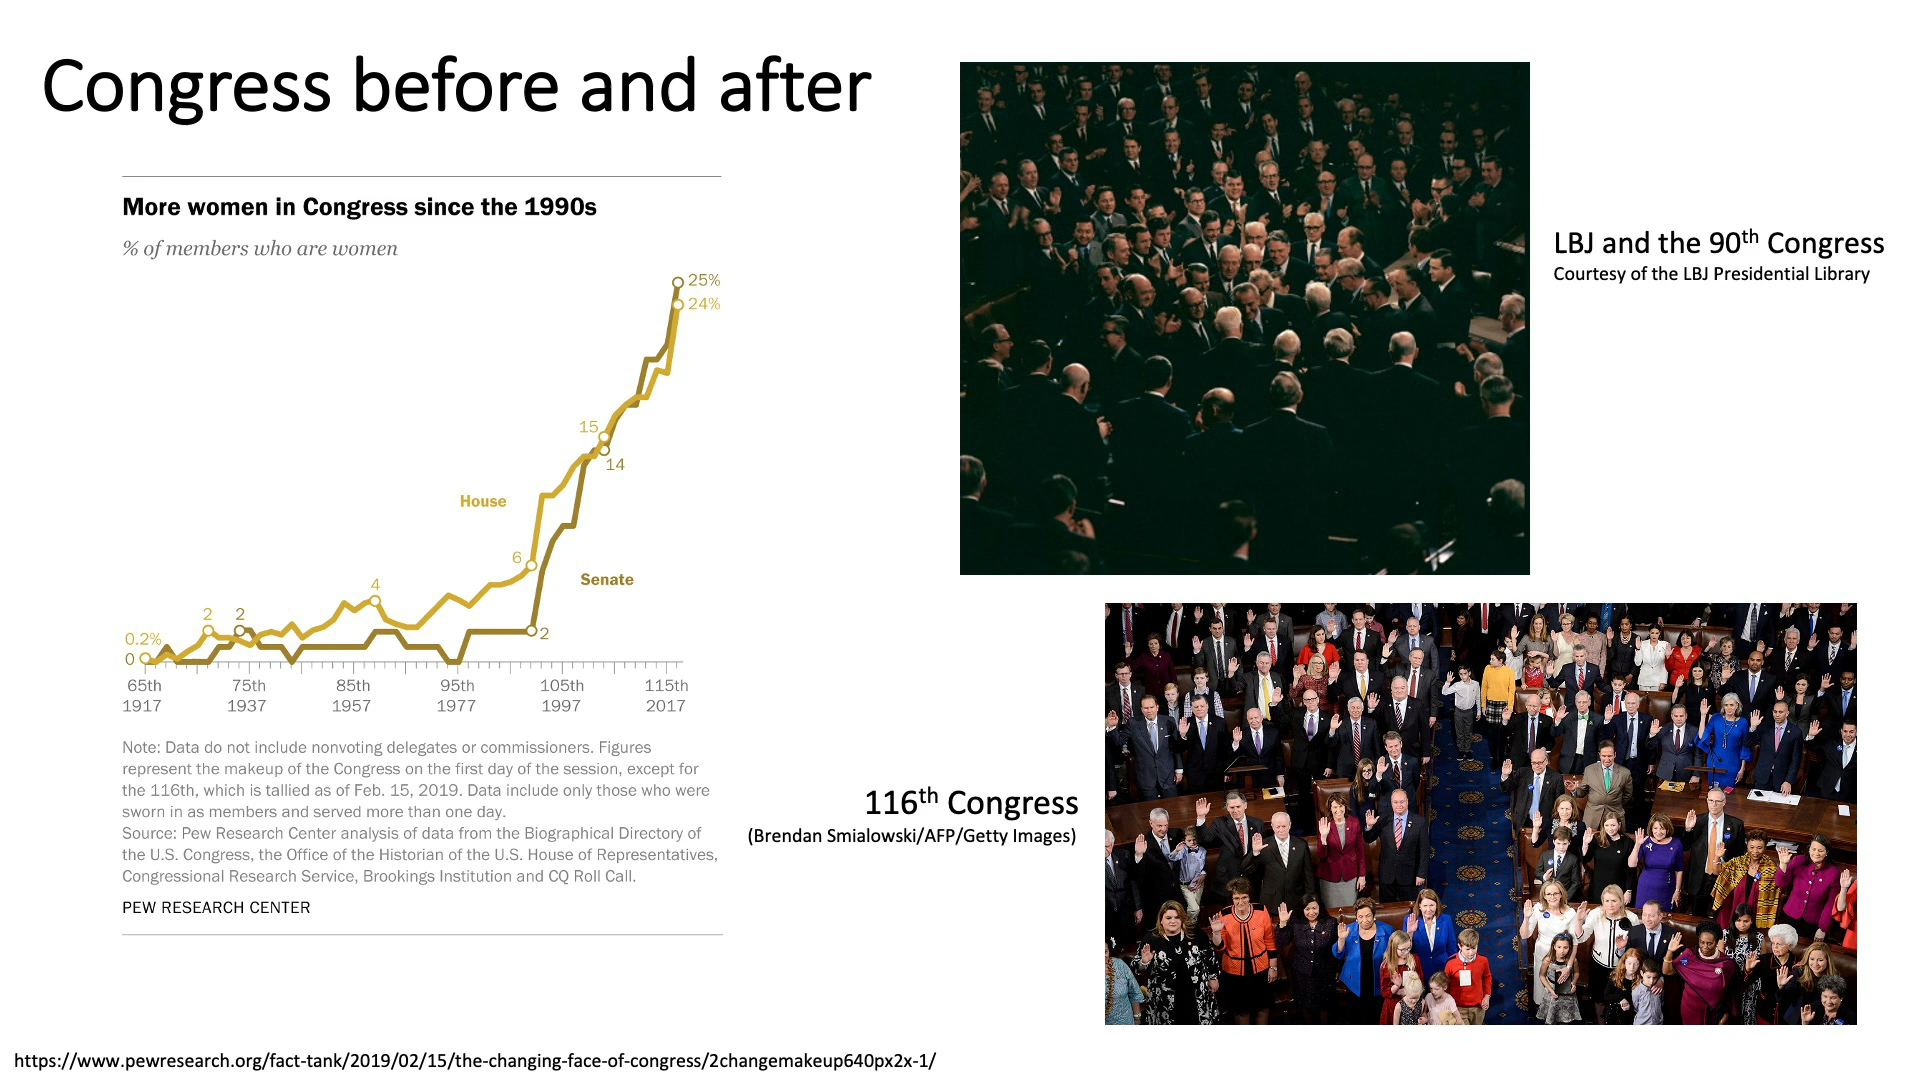 Congress before and after
More women in Congress since the 1990s
% of members who are women
25%
24%
15
14
House
6
Senate
4
2
2
2
0.2%
0
65th
75th
85th
95th
105th
115th
1917
1937
1957
1977
1997
2017
Note: Data do not include nonvoting delegates or commissioners. Figures
represent the makeup of the Congress on the first day of the session, except for
the 116th, which is tallied as of Feb. 15, 2019. Data include only those who were
sworn in as members and served more than one day.
Source: Pew Research Center analysis of data from the Biographical Directory of
the U.S. Congress, the Office of the Historian of the U.S. House of Representatives,
Congressional Research Service, Brookings Institution and CQ Roll Call.
PEW RESEARCH CENTER
LBJ and the 90th Congress
Courtesy of the LBJ Presidential Library
116th Congress
(Brendan Smialowski/AFP/Getty Images)
https://www.pewresearch.org/fact-tank/2019/02/15/the-changing-face-of-congress/2changemakeup640px2x-1/